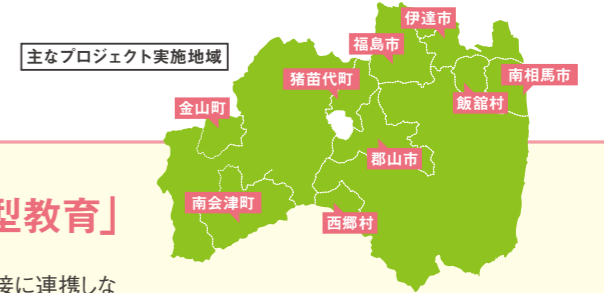 主なプロジェクト実施地域
伊達市
福島市
猪苗代町
南相馬市
飯舘村
金山町
郡山市
南会津町
西郷村
型教育」
接に連携しな